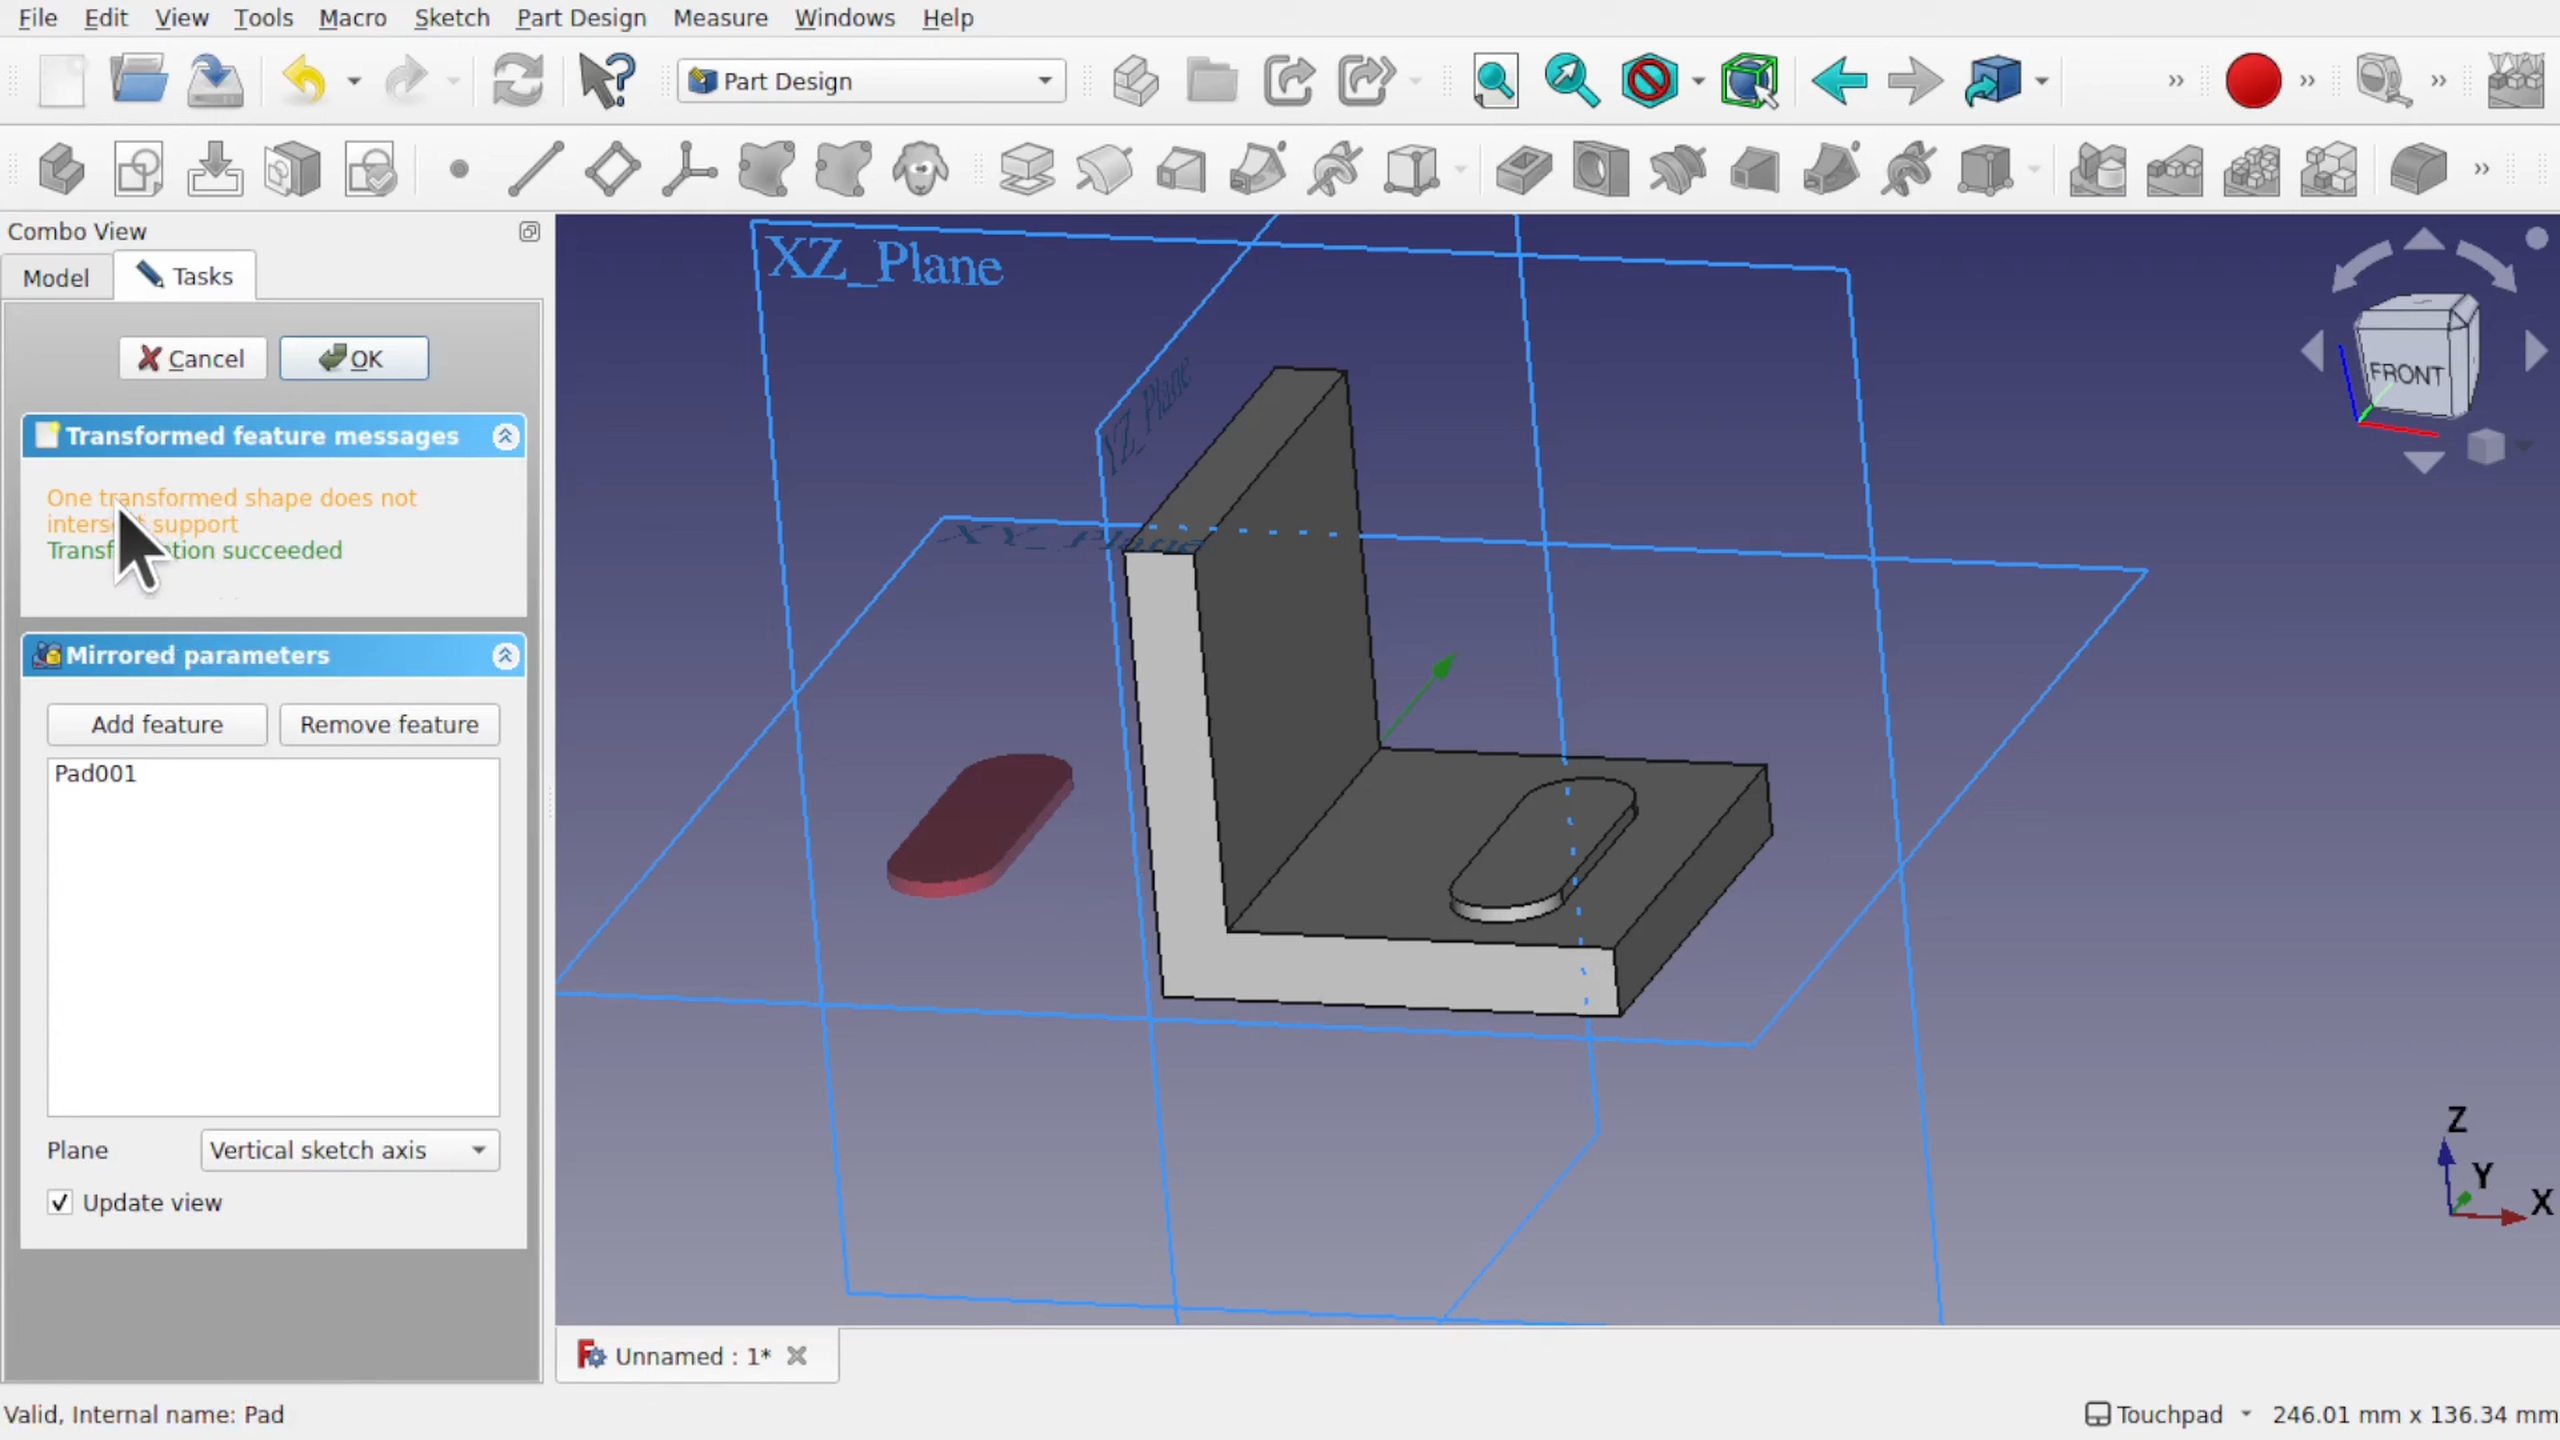 File Edit View Tools Macro Sketch Part Design Measure Windows Help
Part Design
Combo View
Model Tasks
Cancel OK
Transformed feature messages
One transformed shape does not
support
succeeded
Mirrored parameters
Add feature Remove feature
Pad001
Plane Vertical sketch axis
Update view
XZ_Plane
YZ_Plane
XY_Plane
FRONT
Z
Y
X
Unnamed : 1*
Valid, Internal name: Pad
Touchpad 246.01 mm x 136.34 mm